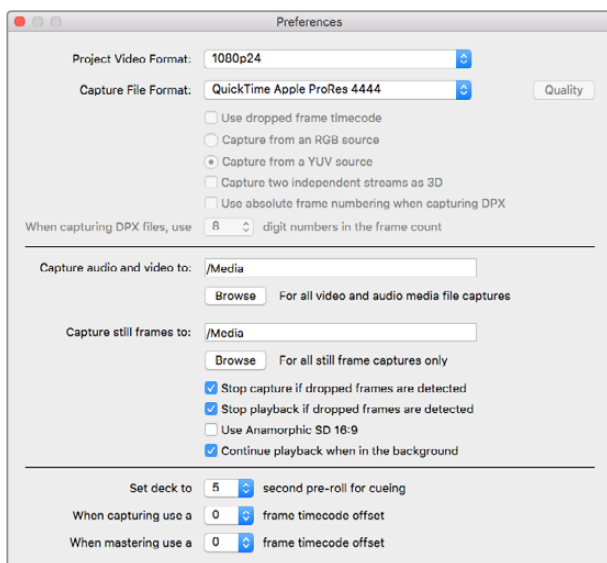 Preferences
Project Video Format: 1080p24
Capture File Format: QuickTime Apple ProRes 4444 Quality
Use dropped frame timecode
Capture from an RGB source
Capture from a YUV source
Capture two independent streams as 3D
Use absolute frame numbering when capturing DPX
When capturing DPX files, use 8 digit numbers in the frame count
Capture audio and video to: /Media
Browse For all video and audio media file captures
Capture still frames to: /Media
Browse For all still frame captures only
Stop capture if dropped frames are detected
Stop playback if dropped frames are detected
Use Anamorphic SD 16:9
Continue playback when in the background
Set deck to 5 second pre-roll for cueing
When capturing use a 0 frame timecode offset
When mastering use a 0 frame timecode offset